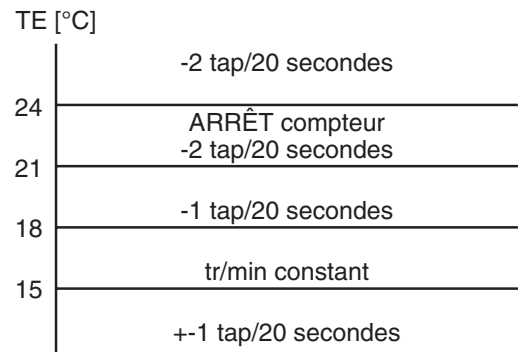 TE [°C]
-2 tap/20 secondes
24
ARRÊT compteur
-2 tap/20 secondes
21
-1 tap/20 secondes
18
tr/min constant
15
+-1 tap/20 secondes